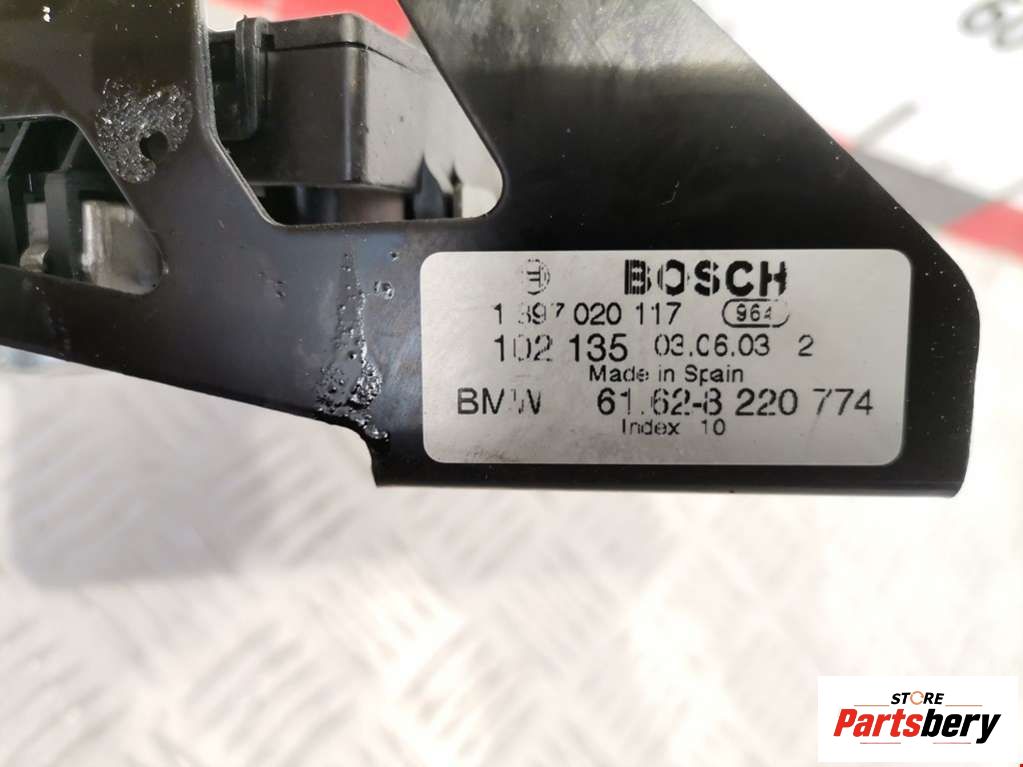 BOSCH
1 397 020 117 964
102 135 03.06.03 2
Made in Spain
BMW 61.62-8 220 774
Index 10
STORE
Partsbery